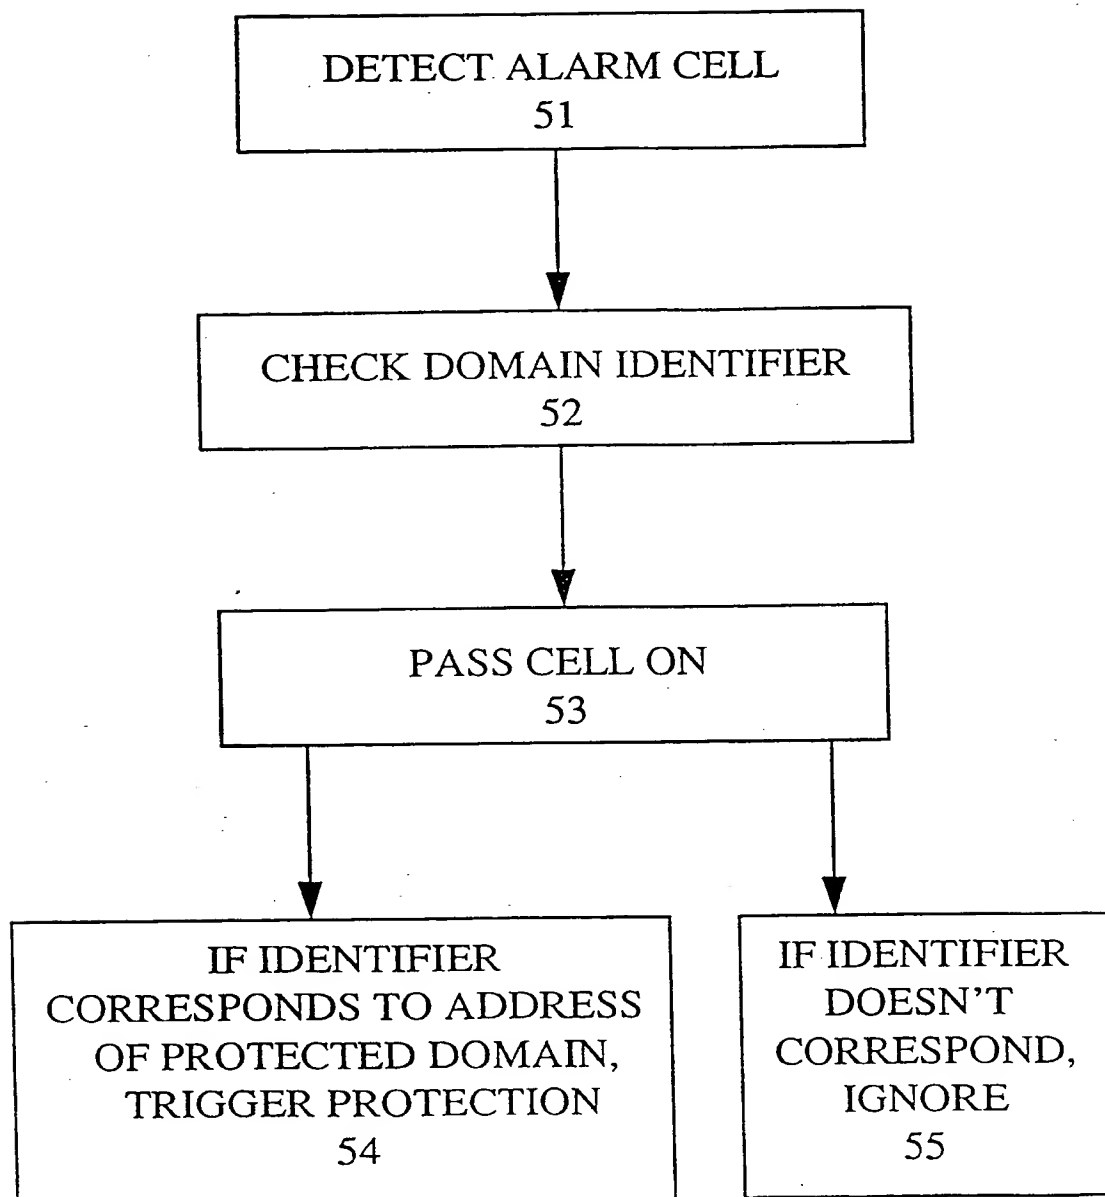 DETECT ALARM CELL
51
CHECK DOMAIN IDENTIFIER
52
PASS CELL ON
53
IF IDENTIFIER
CORRESPONDS TO ADDRESS
OF PROTECTED DOMAIN,
TRIGGER PROTECTION
54
IF IDENTIFIER
DOESN'T
CORRESPOND,
IGNORE
55